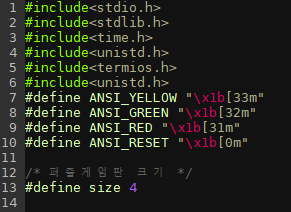 1 #include<stdio.h>
2 #include<stdlib.h>
3 #include<time.h>
4 #include<unistd.h>
5 #include<termios.h>
6 #include<unistd.h>
7 #define ANSI_YELLOW "\x1b[33m"
8 #define ANSI_GREEN "\x1b[32m"
9 #define ANSI_RED "\x1b[31m"
10 #define ANSI_RESET "\x1b[0m"
11
12 /* 퍼즐게임판 크기 */
13 #define size 4
14